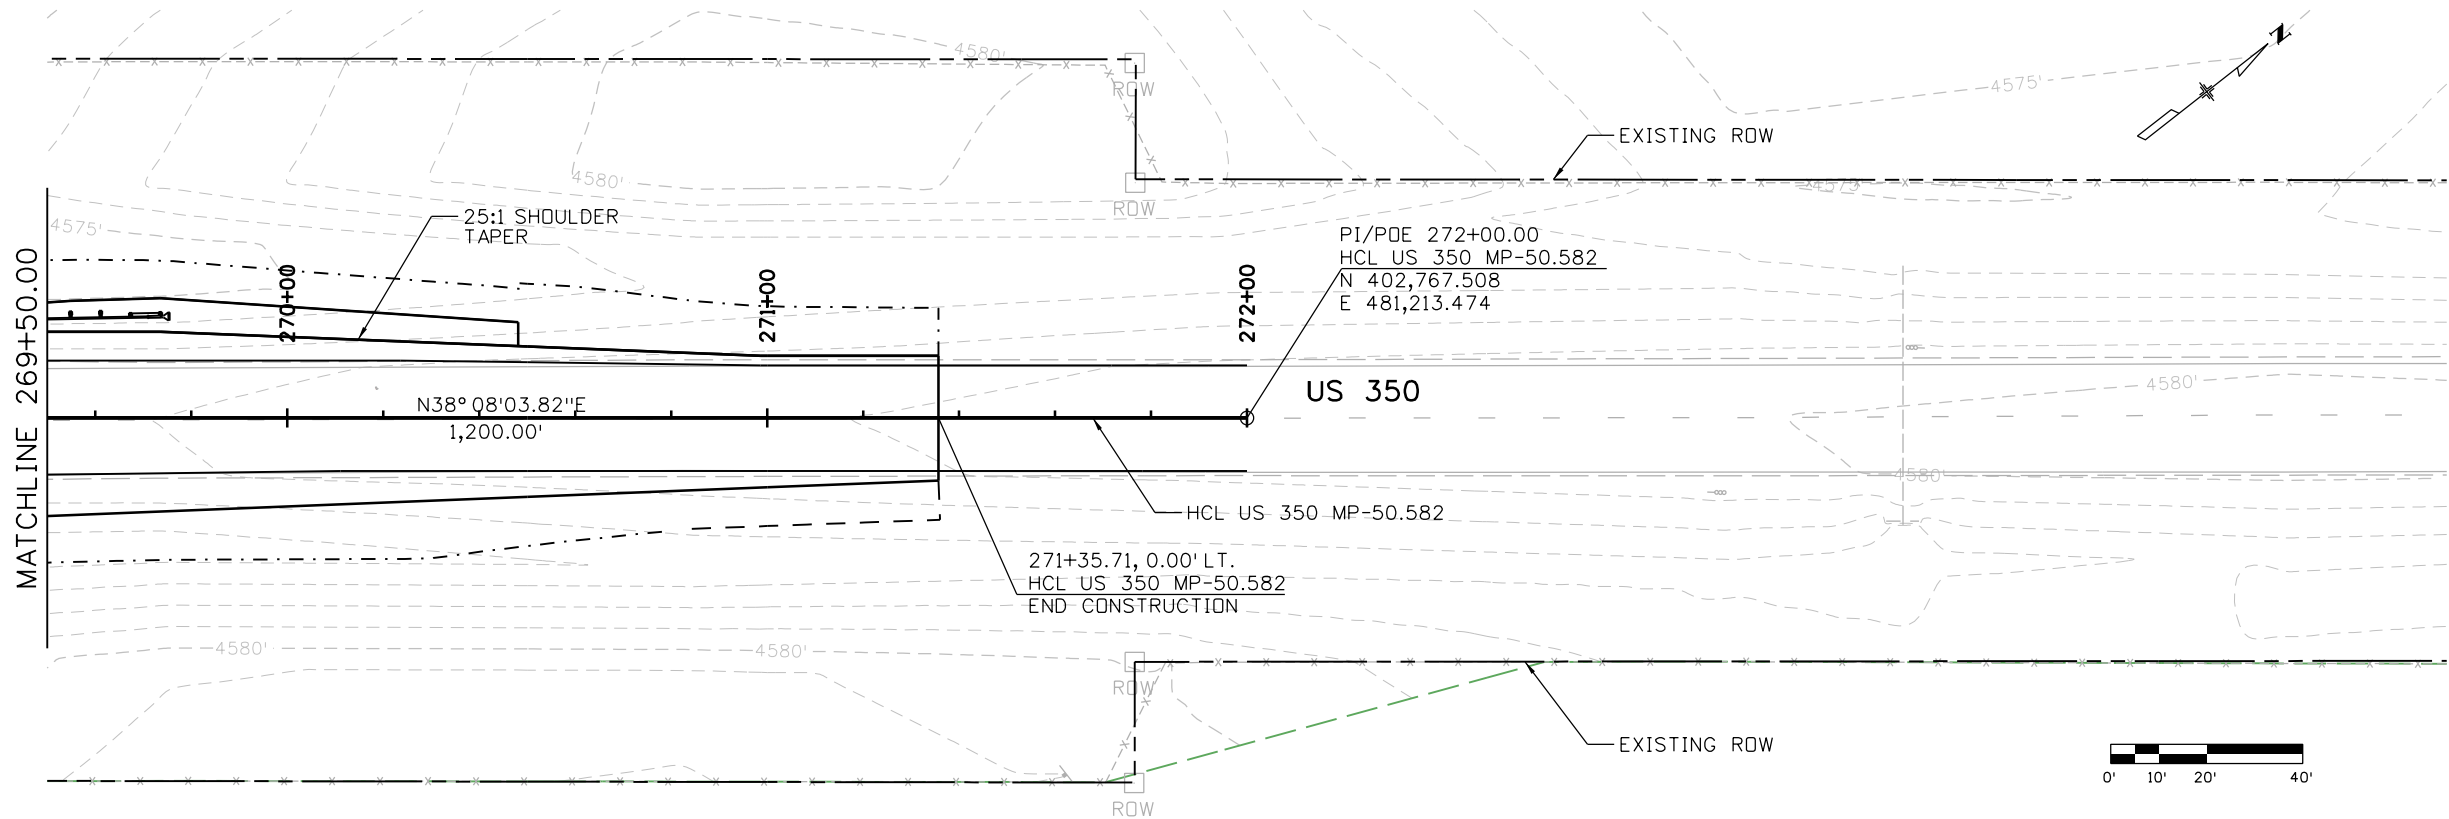 4580'
ROW
4575'
N
EXISTING ROW
4580'
ROW
4575'
25:1 SHOULDER
TAPER
4575'
MATCHLINE 269+50.00
270+00
271+00
272+00
PI/POE 272+00.00
HCL US 350 MP-50.582
N 402,767.508
E 481,213.474
US 350
4580'
N38° 08'03.82"E
1,200.00'
4580'
HCL US 350 MP-50.582
271+35.71, 0.00' LT.
HCL US 350 MP-50.582
END CONSTRUCTION
4580'
4580'
ROW
EXISTING ROW
ROW
0' 10' 20' 40'